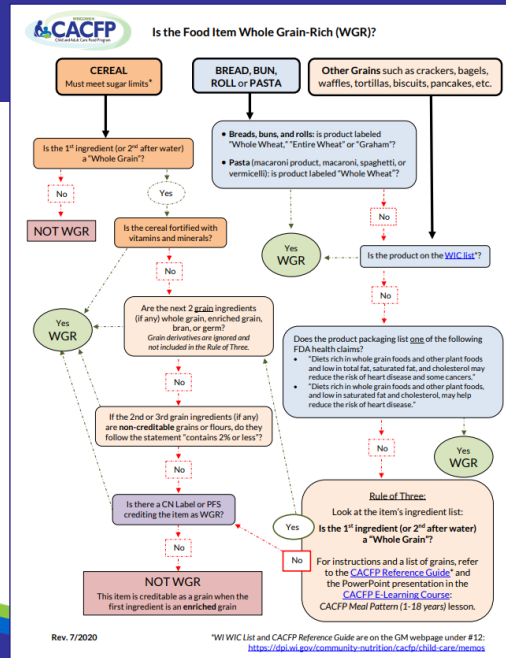 WISCONSIN
CACFP
Child and Adult Care Food Program
Is the Food Item Whole Grain-Rich (WGR)?
CEREAL
Must meet sugar limits*
BREAD, BUN,
ROLL or PASTA
Other Grains such as crackers, bagels,
waffles, tortillas, biscuits, pancakes, etc.
Is the 1st ingredient (or 2nd after water)
a "Whole Grain"?
• Breads, buns, and rolls: is product labeled
"Whole Wheat," "Entire Wheat" or "Graham"?
• Pasta (macaroni product, macaroni, spaghetti, or
vermicelli): is product labeled "Whole Wheat"?
No
Yes
No
NOT WGR
Is the cereal fortified with
vitamins and minerals?
Yes
WGR
Is the product on the WIC list*?
No
No
Yes
WGR
Are the next 2 grain ingredients
(if any) whole grain, enriched grain,
bran, or germ?
Grain derivatives are ignored and
not included in the Rule of Three.
Does the product packaging list one of the following
FDA health claims?
• "Diets rich in whole grain foods and other plant foods
and low in total fat, saturated fat, and cholesterol may
reduce the risk of heart disease and some cancers."
• "Diets rich in whole grain foods and other plant foods,
and low in saturated fat and cholesterol, may help
reduce the risk of heart disease."
No
If the 2nd or 3rd grain ingredients (if any)
are non-creditable grains or flours, do they
follow the statement "contains 2% or less"?
No
Yes
WGR
No
Is there a CN Label or PFS
crediting the item as WGR?
Yes
No
Rule of Three:
Look at the item's ingredient list:
Is the 1st ingredient (or 2nd after water)
a "Whole Grain"?
For instructions and a list of grains, refer
to the CACFP Reference Guide* and
the PowerPoint presentation in the
CACFP E-Learning Course:
CACFP Meal Pattern (1-18 years) lesson.
No
NOT WGR
This item is creditable as a grain when the
first ingredient is an enriched grain
Rev. 7/2020
*WI WIC List and CACFP Reference Guide are on the GM webpage under #12:
https://dpi.wi.gov/community-nutrition/cacfp/child-care/memos